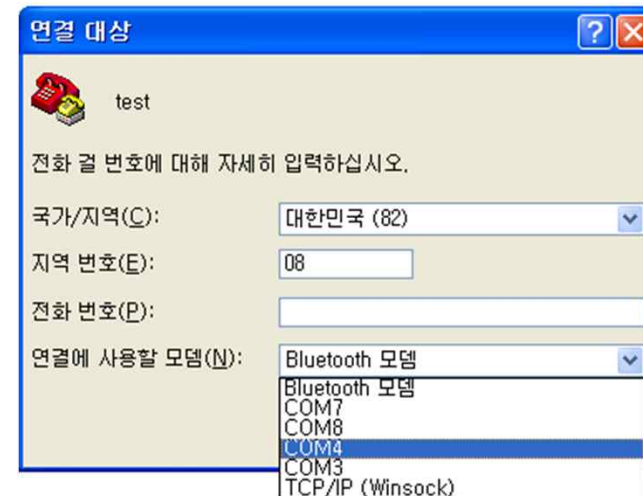 연결 대상
test
전화 걸 번호에 대해 자세히 입력하십시오.
국가/지역(C): 대한민국 (82)
지역 번호(E): 08
전화 번호(P):
연결에 사용할 모뎀(N): Bluetooth 모뎀
Bluetooth 모뎀
COM7
COM8
COM4
COM3
TCP/IP (Winsock)